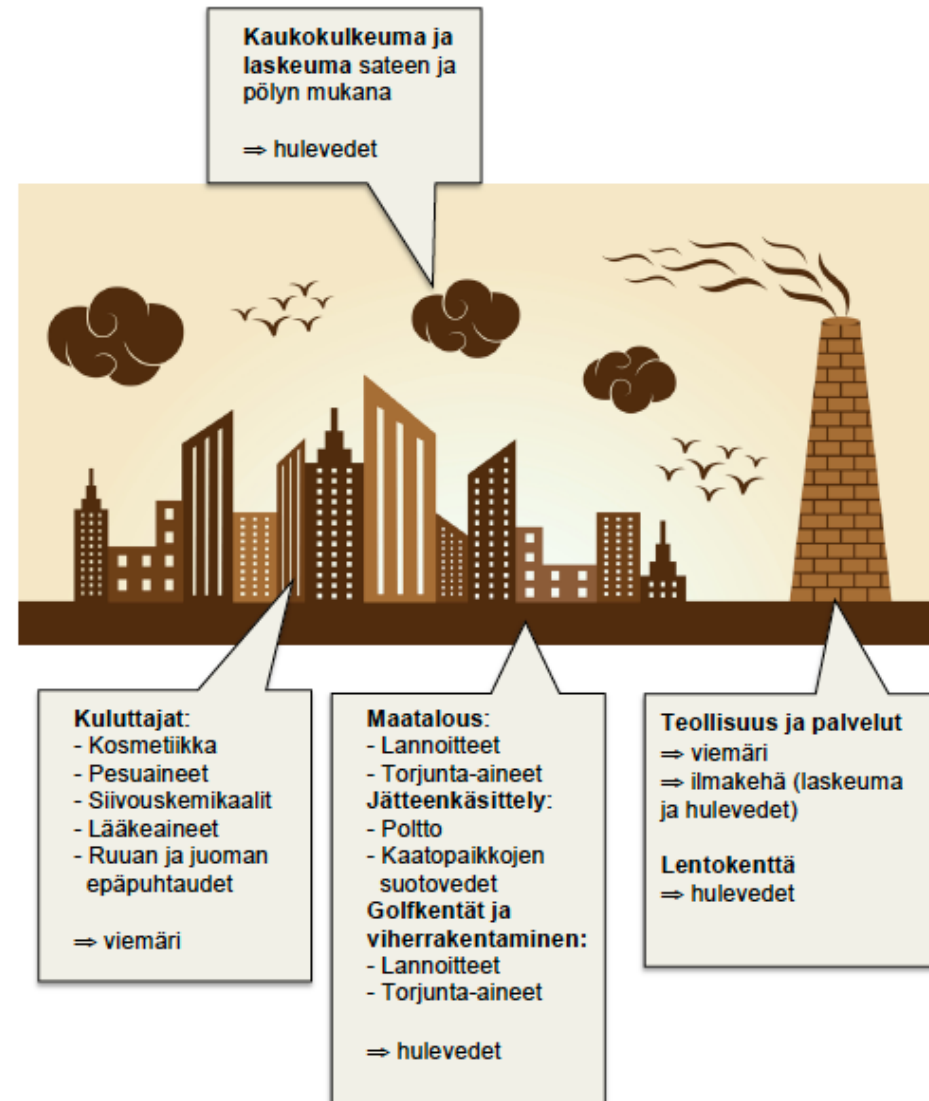 Kaukokulkeuma ja
laskeuma sateen ja
pölyn mukana
⇒ hulevedet
Kuluttajat:
- Kosmetiikka
- Pesuaineet
- Siivouskemikaalit
- Lääkeaineet
- Ruuan ja juoman
epäpuhtaudet
⇒ viemäri
Maatalous:
- Lannoitteet
- Torjunta-aineet
Jätteenkäsittely:
- Poltto
- Kaatopaikkojen
suotovedet
Golfkentät ja
viherrakentaminen:
- Lannoitteet
- Torjunta-aineet
⇒ hulevedet
Teollisuus ja palvelut
⇒ viemäri
⇒ ilmakehä (laskeuma
ja hulevedet)
Lentokenttä
⇒ hulevedet